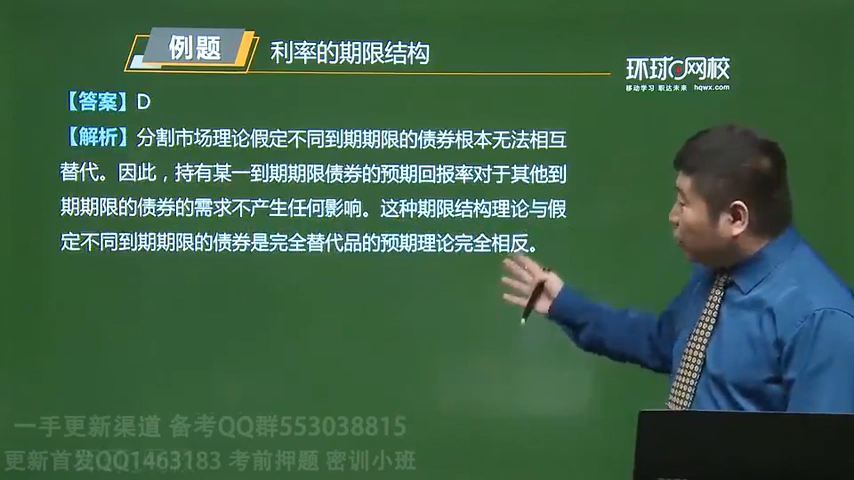 例题
利率的期限结构
环球网校
移动学习 职达未来 hqwx.com
【答案】D
【解析】分割市场理论假定不同到期期限的债券根本无法相互
替代。因此，持有某一到期期限债券的预期回报率对于其他到
期期限的债券的需求不产生任何影响。这种期限结构理论与假
定不同到期期限的债券是完全替代品的预期理论完全相反。
一手更新渠道 备考QQ群553038815
更新首发QQ1463183 考前押题 密训小班